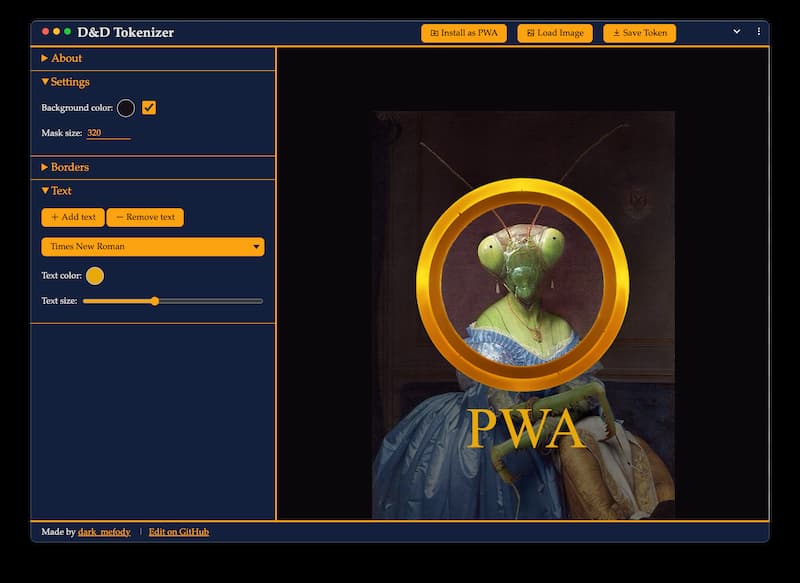 D&D Tokenizer
Install as PWA
Load Image
Save Token
About
Settings
Background color:
Mask size: 320
Borders
Text
+ Add text
− Remove text
Times New Roman
Text color:
Text size:
PWA
Made by dark_mefody | Edit on GitHub